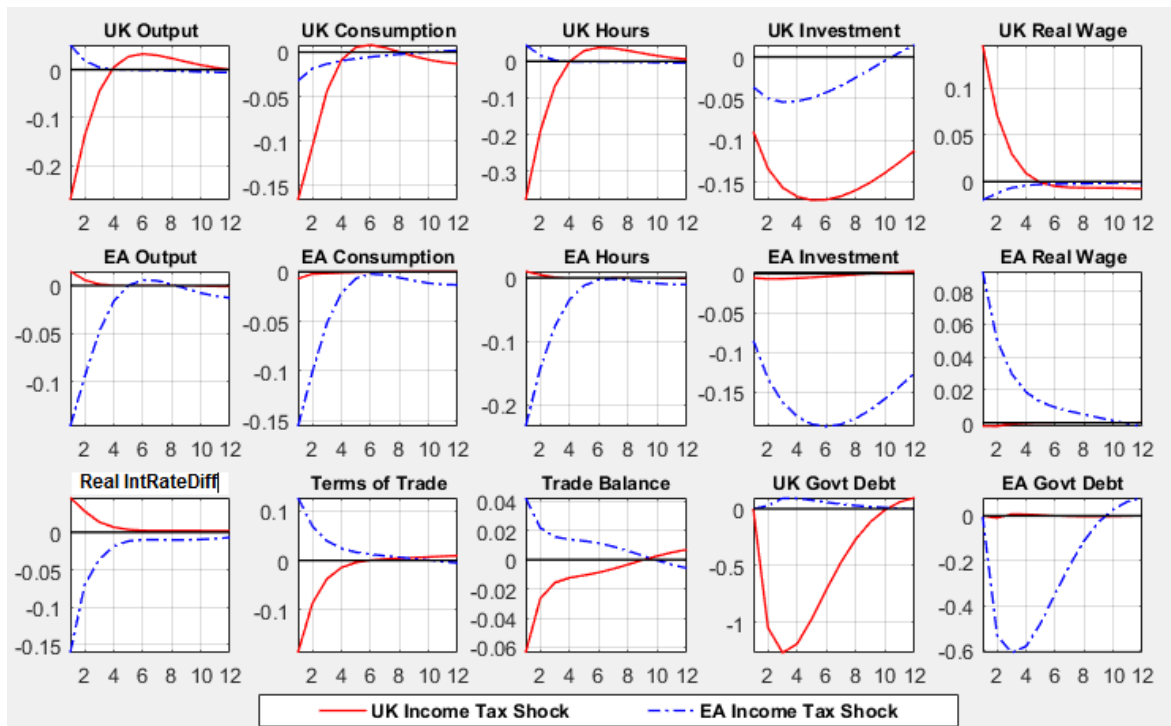 UK Output
0
-0.1
-0.2
2 4 6 8 10 12
UK Consumption
0
-0.05
-0.1
-0.15
2 4 6 8 10 12
UK Hours
0
-0.1
-0.2
-0.3
2 4 6 8 10 12
UK Investment
0
-0.05
-0.1
-0.15
2 4 6 8 10 12
UK Real Wage
0.1
0.05
0
2 4 6 8 10 12
EA Output
0
-0.05
-0.1
2 4 6 8 10 12
EA Consumption
0
-0.05
-0.1
-0.15
2 4 6 8 10 12
EA Hours
0
-0.1
-0.2
2 4 6 8 10 12
EA Investment
0
-0.05
-0.1
-0.15
2 4 6 8 10 12
EA Real Wage
0.08
0.06
0.04
0.02
0
2 4 6 8 10 12
Real IntRateDiff
0
-0.05
-0.1
-0.15
2 4 6 8 10 12
Terms of Trade
0.1
0
0.1
2 4 6 8 10 12
Trade Balance
0.04
0.02
0
-0.02
-0.04
-0.06
2 4 6 8 10 12
UK Govt Debt
0
-0.5
-1
2 4 6 8 10 12
EA Govt Debt
0
-0.2
-0.4
-0.6
2 4 6 8 10 12
UK Income Tax Shock EA Income Tax Shock